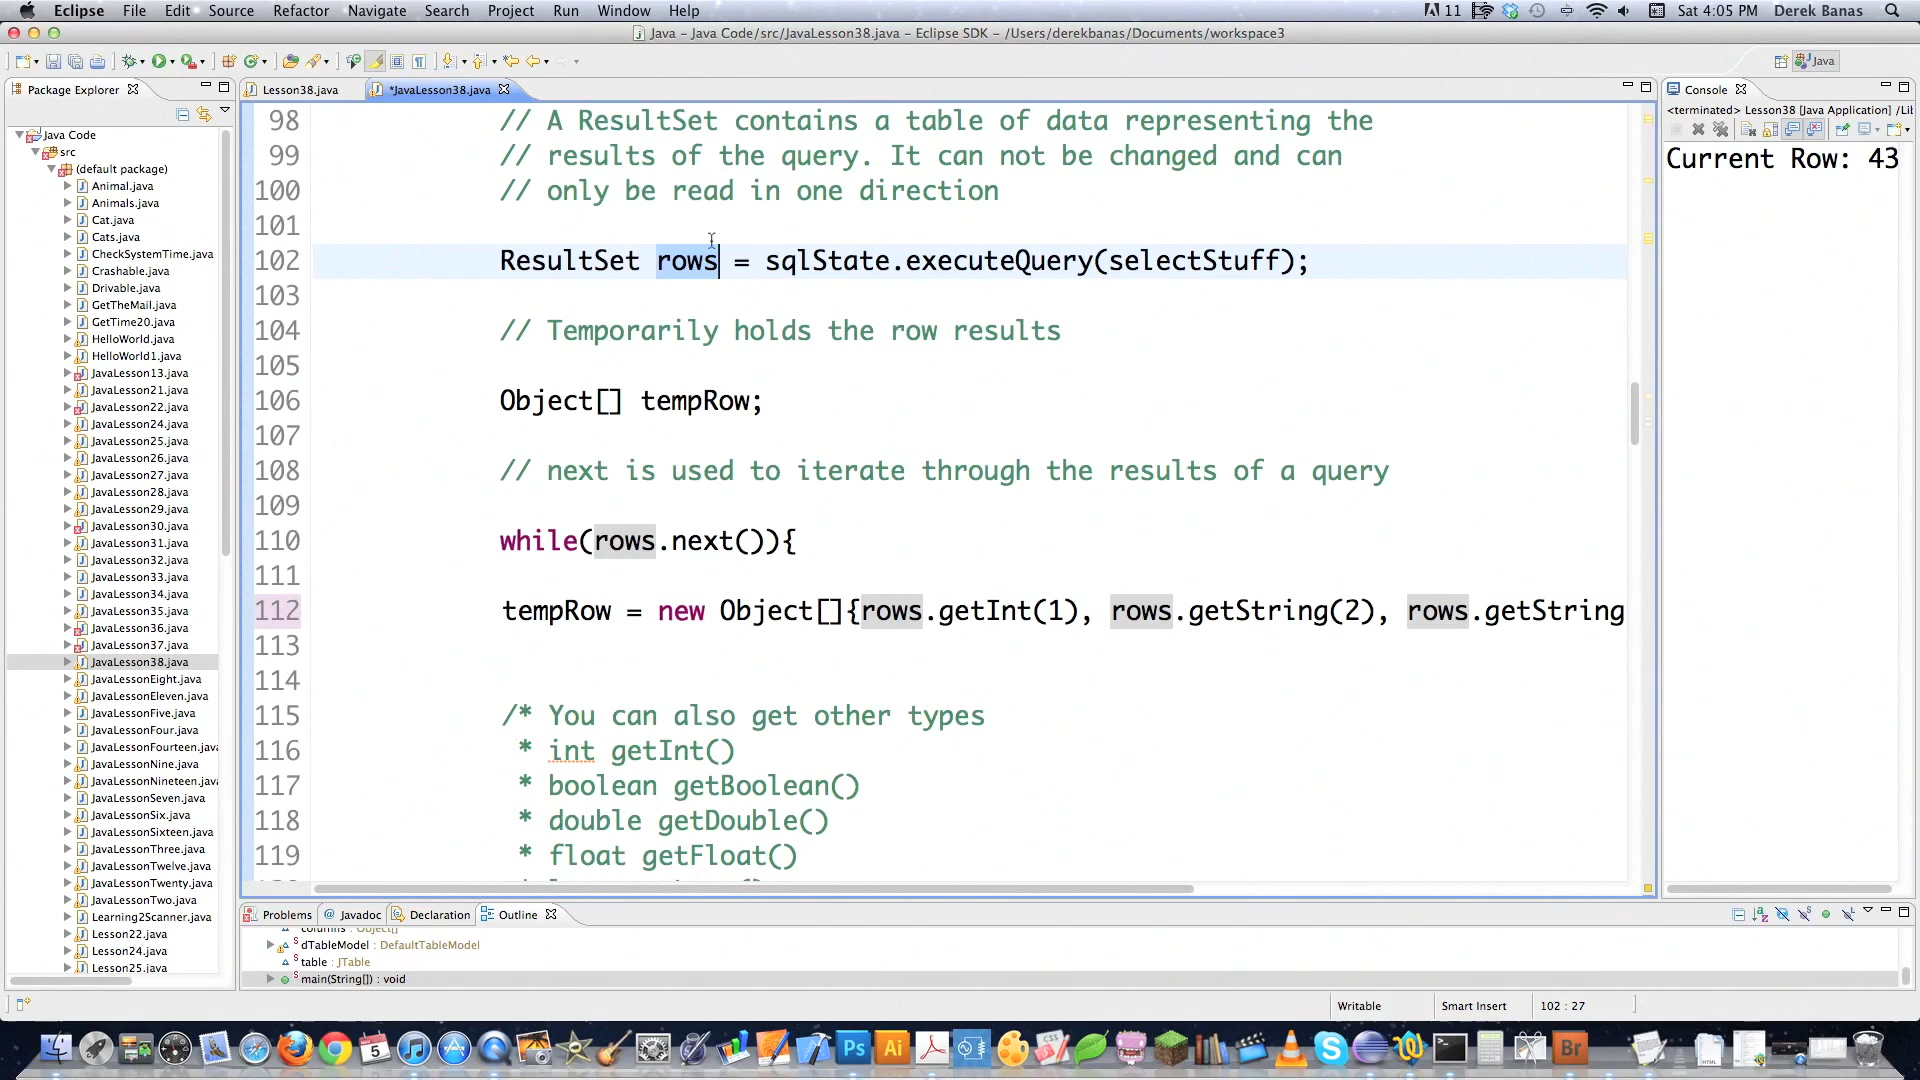 Eclipse File Edit Source Refactor Navigate Search Project Run Window Help 11 Sat 4:05 PM Derek Banas
Java – Java Code/src/JavaLesson38.java – Eclipse SDK – /Users/derekbanas/Documents/workspace3
Java
Package Explorer
Java Code
src
(default package)
Animal.java
Animals.java
Cat.java
Cats.java
CheckSystemTime.java
Crashable.java
Drivable.java
GetTheMail.java
GetTime20.java
HelloWorld.java
HelloWorld1.java
JavaLesson13.java
JavaLesson21.java
JavaLesson22.java
JavaLesson24.java
JavaLesson25.java
JavaLesson26.java
JavaLesson27.java
JavaLesson28.java
JavaLesson29.java
JavaLesson30.java
JavaLesson31.java
JavaLesson32.java
JavaLesson33.java
JavaLesson34.java
JavaLesson35.java
JavaLesson36.java
JavaLesson37.java
JavaLesson38.java
JavaLessonEight.java
JavaLessonEleven.java
JavaLessonFive.java
JavaLessonFour.java
JavaLessonFourteen.java
JavaLessonNine.java
JavaLessonNineteen.java
JavaLessonSeven.java
JavaLessonSix.java
JavaLessonSixteen.java
JavaLessonThree.java
JavaLessonTwelve.java
JavaLessonTwenty.java
JavaLessonTwo.java
Learning2Scanner.java
Lesson22.java
Lesson24.java
Lesson25.java
Lesson38.java *JavaLesson38.java
98 // A ResultSet contains a table of data representing the
99 // results of the query. It can not be changed and can
100 // only be read in one direction
101
102 ResultSet rows = sqlState.executeQuery(selectStuff);
103
104 // Temporarily holds the row results
105
106 Object[] tempRow;
107
108 // next is used to iterate through the results of a query
109
110 while(rows.next()){
111
112 tempRow = new Object[]{rows.getInt(1), rows.getString(2), rows.getString
113
114
115 /* You can also get other types
116 * int getInt()
117 * boolean getBoolean()
118 * double getDouble()
119 * float getFloat()
Console
<terminated> Lesson38 [Java Application] /Lib
Current Row: 43
Problems @ Javadoc Declaration Outline
columns : Object[]
dTableModel : DefaultTableModel
table : JTable
main(String[]) : void
Writable Smart Insert 102 : 27
5 Ps Ai Br